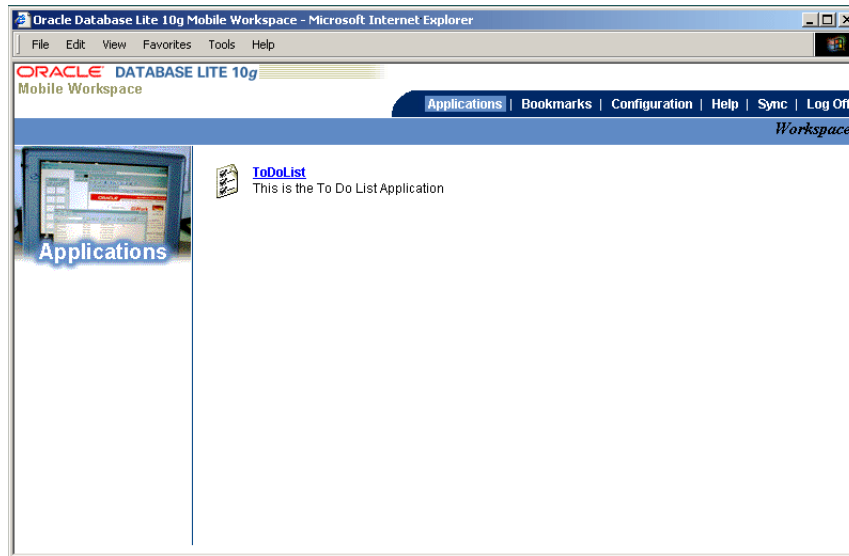 Oracle Database Lite 10g Mobile Workspace - Microsoft Internet Explorer
File Edit View Favorites Tools Help
ORACLE DATABASE LITE 10g
Mobile Workspace
Applications | Bookmarks | Configuration | Help | Sync | Log Off
Workspace
ToDoList
This is the To Do List Application
Applications